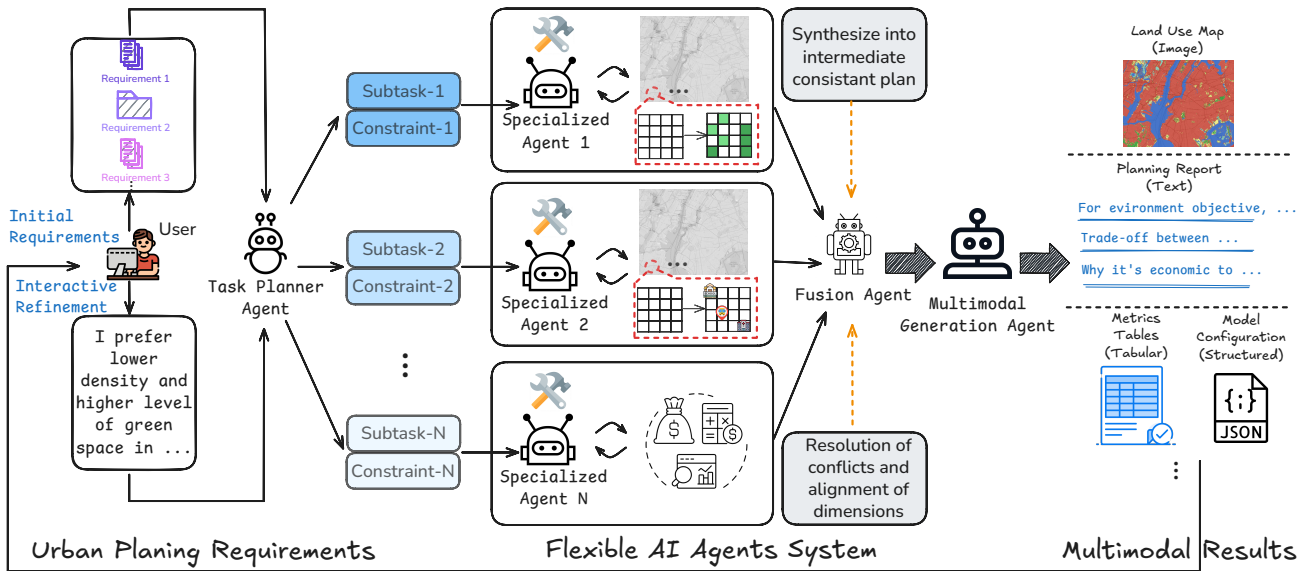 Requirement 1
Requirement 2
Requirement 3
Initial
Requirements
User
Interactive
Refinement
I prefer
lower
density and
higher level
of green
space in ...
Task Planner
Agent
Subtask-1
Constraint-1
Subtask-2
Constraint-2
Subtask-N
Constraint-N
Specialized
Agent 1
Specialized
Agent 2
Specialized
Agent N
Synthesize into
intermediate
consistant plan
Fusion Agent
Resolution of
conflicts and
alignment of
dimensions
Multimodal
Generation Agent
Land Use Map
(Image)
Planning Report
(Text)
For evironment objective, ...
Trade-off between ...
Why it's economic to ...
Metrics
Tables
(Tabular)
Model
Configuration
(Structured)
{;}
JSON
Urban Planing Requirements
Flexible AI Agents System
Multimodal Results